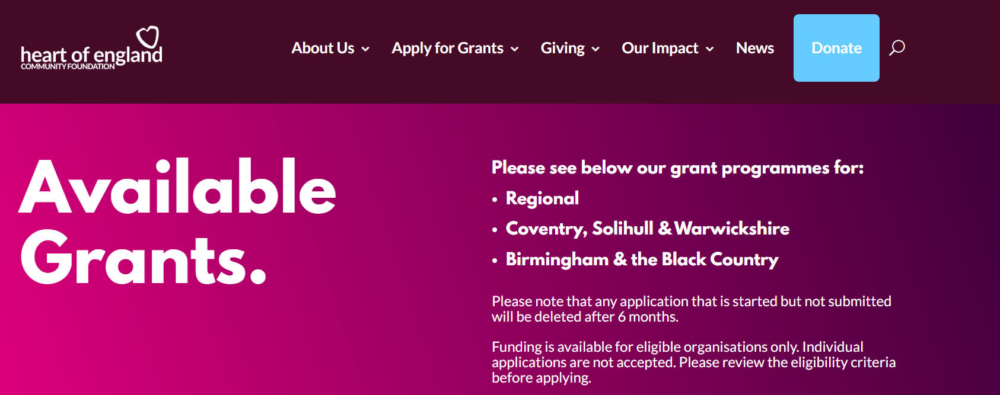 heart of england
COMMUNITY FOUNDATION
About Us
Apply for Grants
Giving
Our Impact
News
Donate
Available
Grants.
Please see below our grant programmes for:
• Regional
• Coventry, Solihull & Warwickshire
• Birmingham & the Black Country
Please note that any application that is started but not submitted
will be deleted after 6 months.
Funding is available for eligible organisations only. Individual
applications are not accepted. Please review the eligibility criteria
before applying.